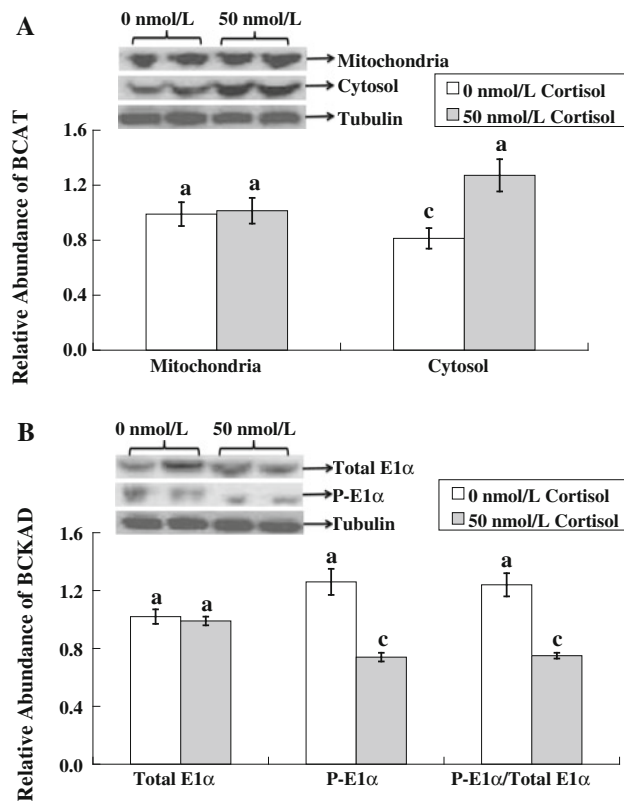 A
0 nmol/L 50 nmol/L
Mitochondria
Cytosol
Tubulin
0 nmol/L Cortisol
50 nmol/L Cortisol
Relative Abundance of BCAT
1.6
1.2
0.8
0.4
0.0
a
a
c
a
Mitochondria Cytosol
B
0 nmol/L 50 nmol/L
Total E1α
P-E1α
Tubulin
0 nmol/L Cortisol
50 nmol/L Cortisol
Relative Abundance of BCKAD
1.6
1.2
0.8
0.4
0.0
a
a
a
c
a
c
Total E1α P-E1α P-E1α/Total E1α